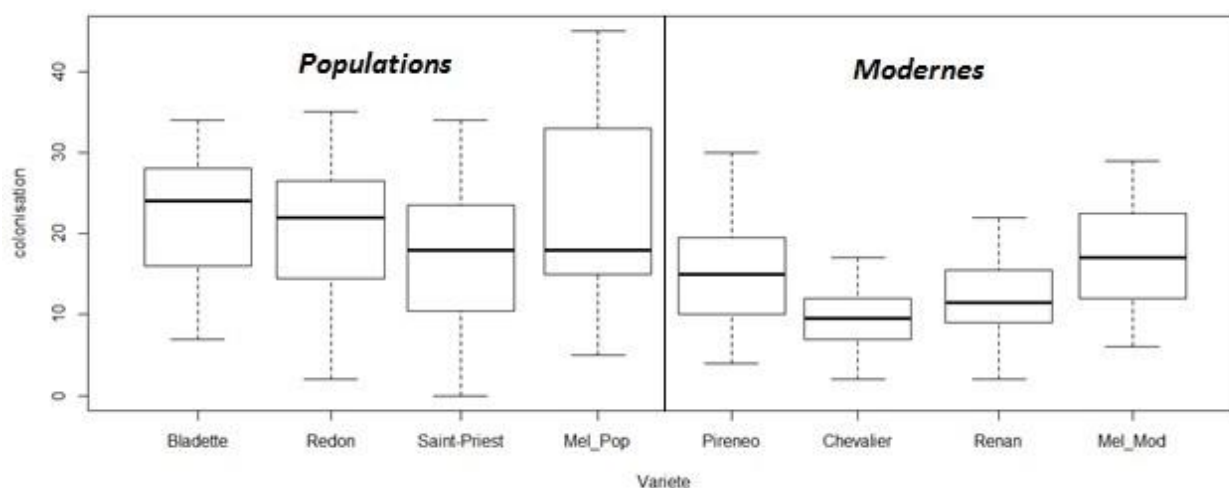 Populations
Modernes
colonisation
40
30
20
10
0
Bladette Redon Saint-Priest Mel_Pop Pireneo Chevalier Renan Mel_Mod
Variete